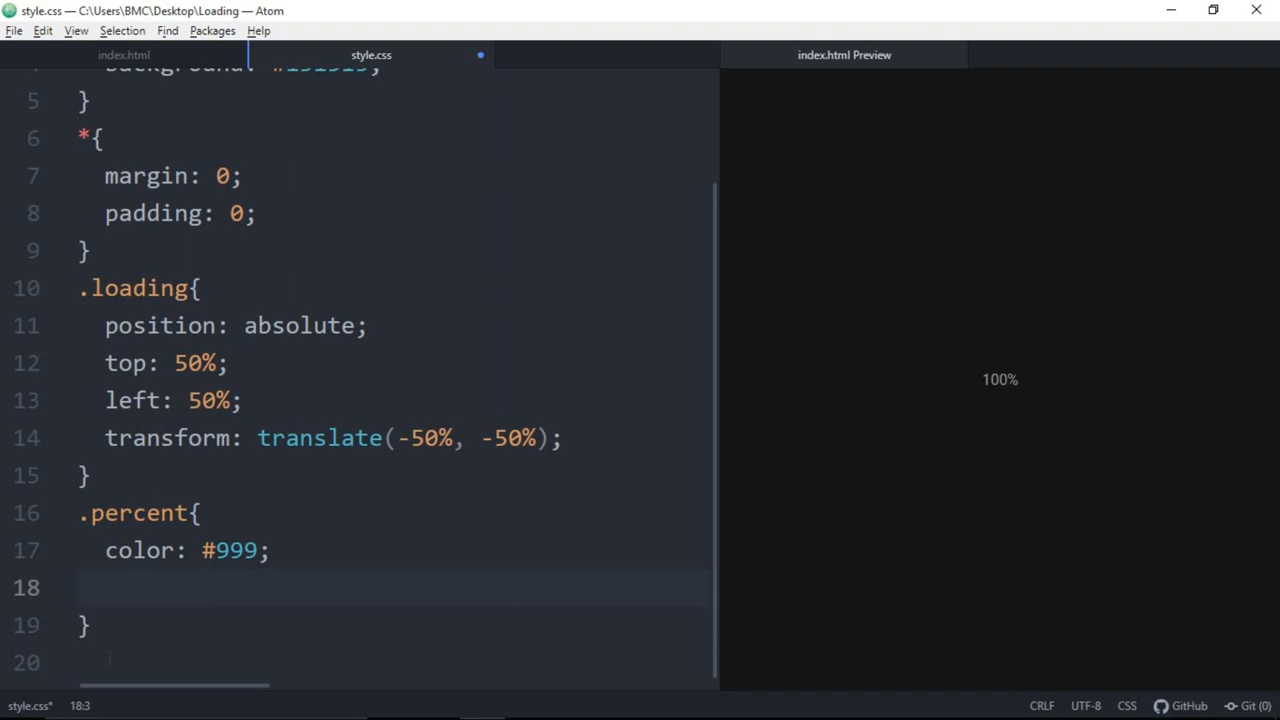 style.css — C:\Users\BMC\Desktop\Loading — Atom
File Edit View Selection Find Packages Help
index.html style.css index.html Preview
5 }
6 *{
7 margin: 0;
8 padding: 0;
9 }
10 .loading{
11 position: absolute;
12 top: 50%;
13 left: 50%;
14 transform: translate(-50%, -50%);
15 }
16 .percent{
17 color: #999;
18
19 }
20
100%
style.css* 18:3 CRLF UTF-8 CSS GitHub Git (0)